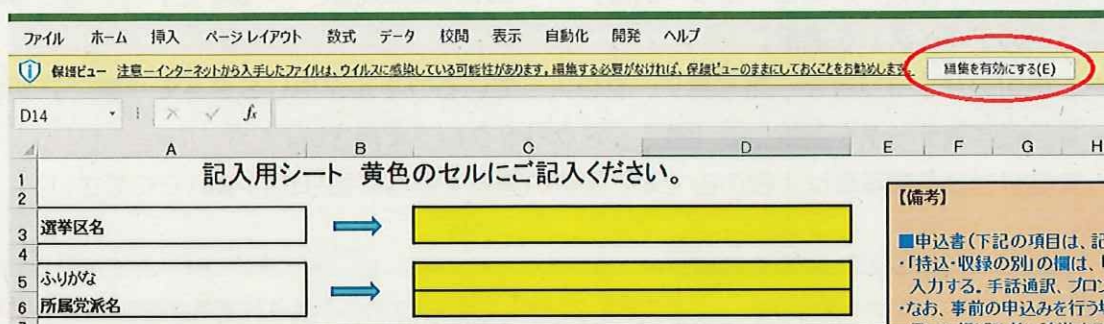 ファイル ホーム 挿入 ページ レイアウト 数式 データ 校閲 表示 自動化 開発 ヘルプ
保護ビュー 注意—インターネットから入手したファイルは、ウイルスに感染している可能性があります。編集する必要がなければ、保護ビューのままにしておくことをお勧めします。 編集を有効にする(E)
D14 fx
A B C D E F G H
1 記入用シート 黄色のセルにご記入ください。
2 【備考】
3 選挙区名
■申込書(下記の項目は、
4
・「持込・収録の別」の欄は、
5 ふりがな
入力する。手話通訳、プロン
6 所属党派名
・なお、事前の申込みを行う